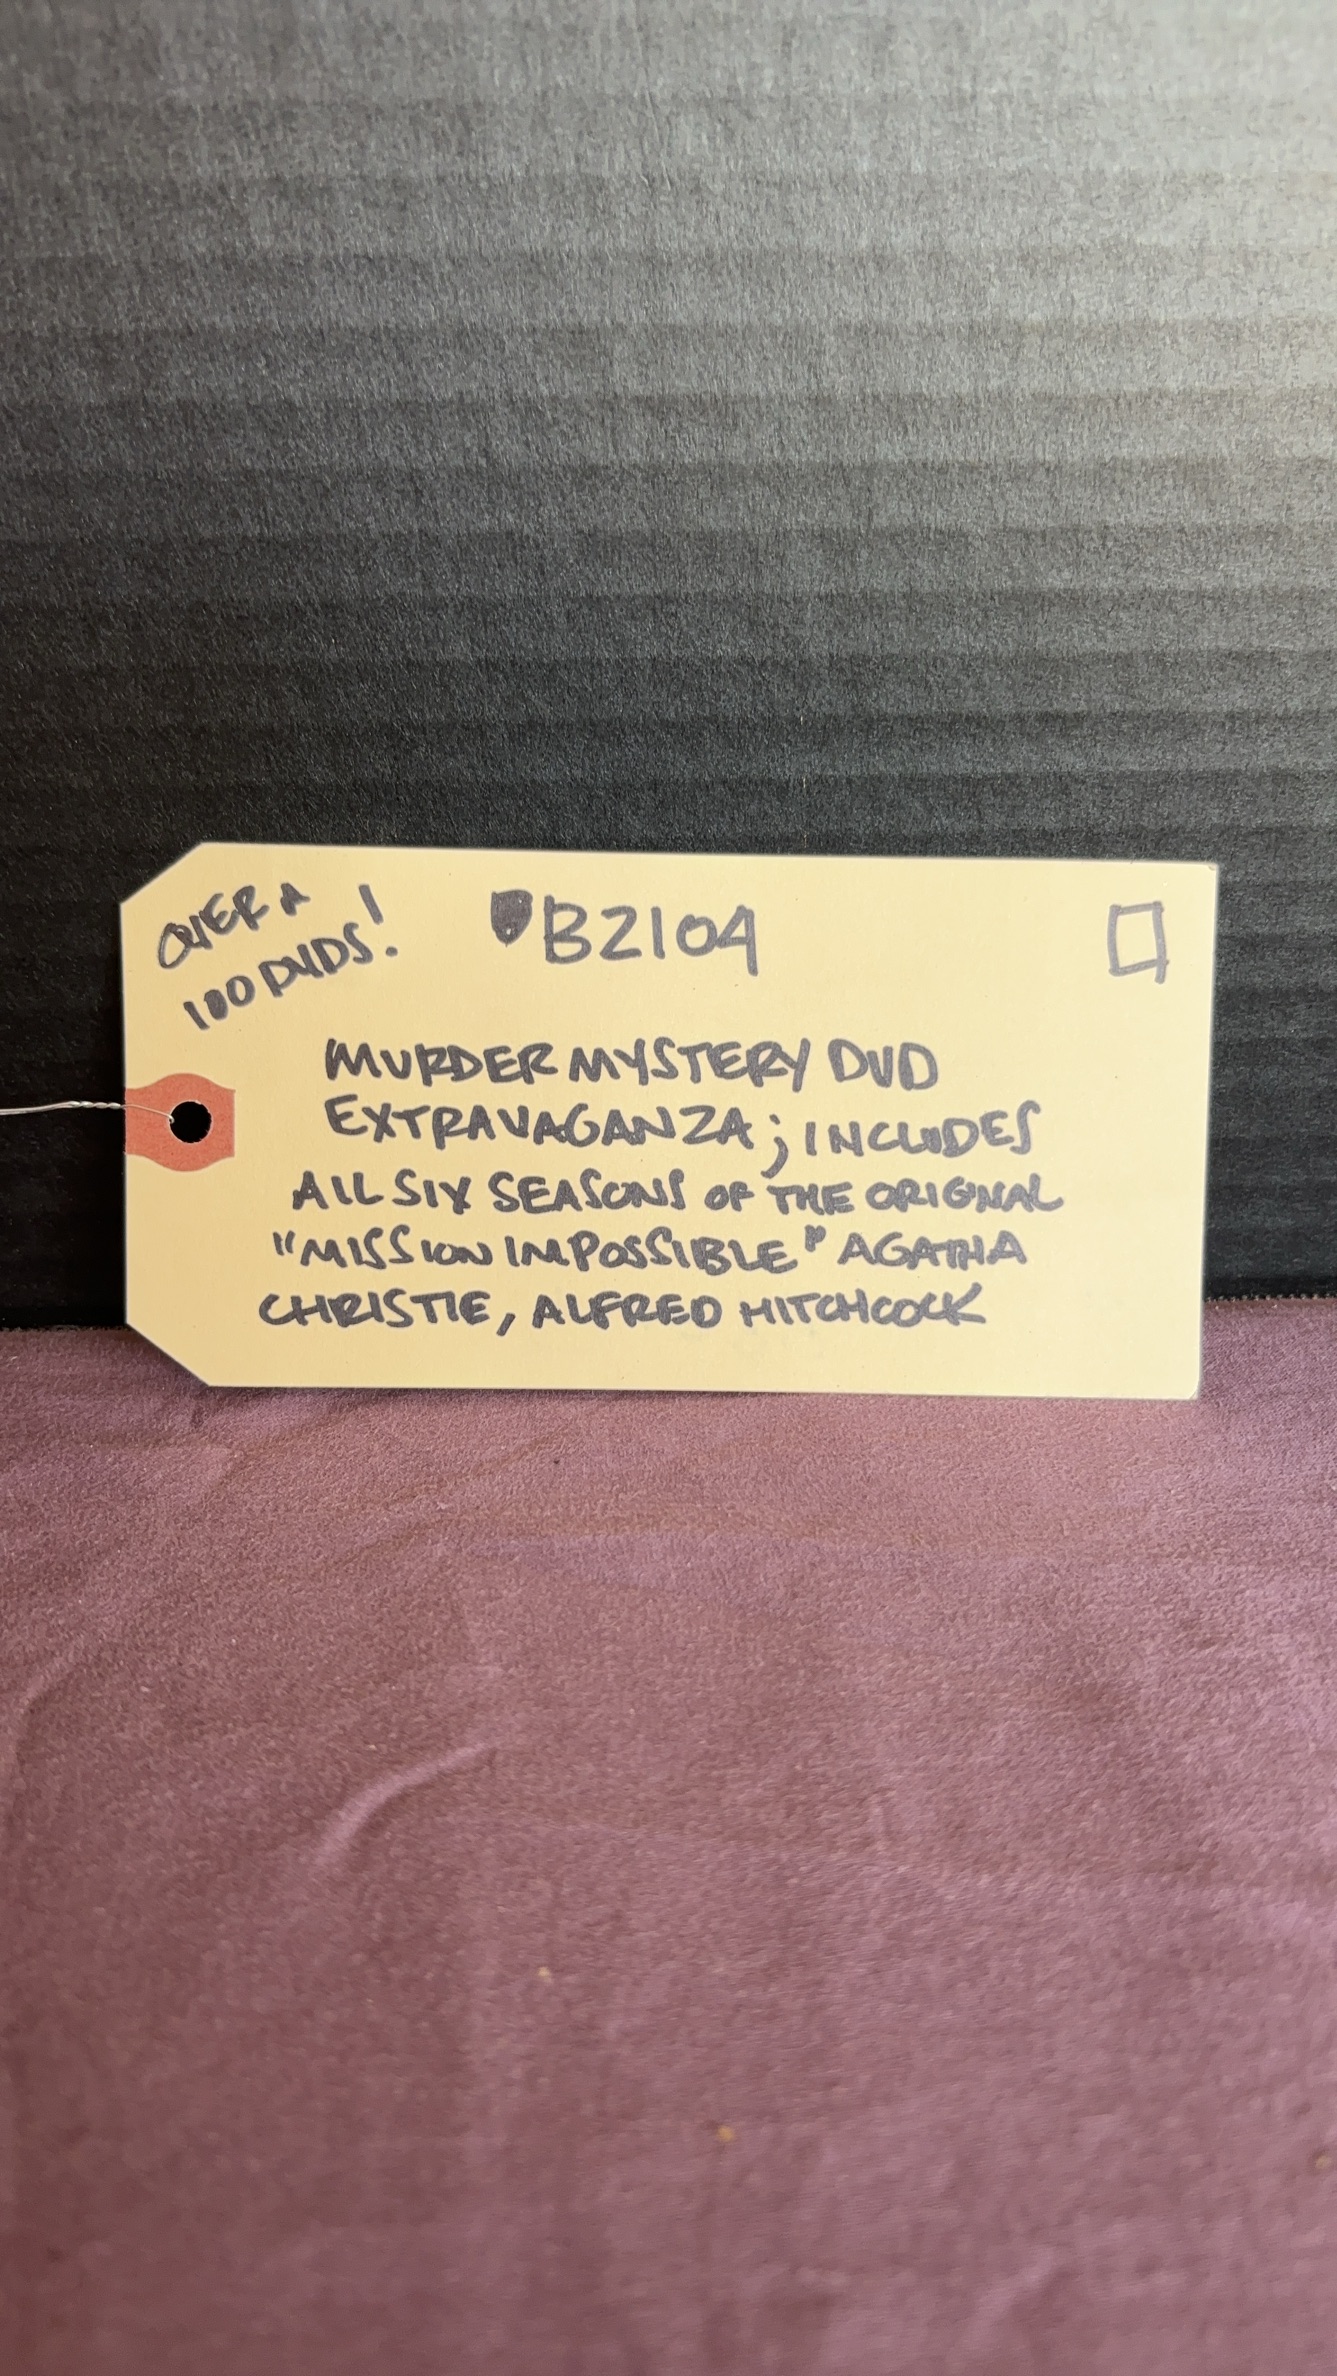 OVER A
100 DVDS!
B2104
MURDER MYSTERY DVD
EXTRAVAGANZA; INCLUDES
ALL SIX SEASONS OF THE ORIGINAL
"MISSION IMPOSSIBLE" AGATHA
CHRISTIE, ALFRED HITCHCOCK